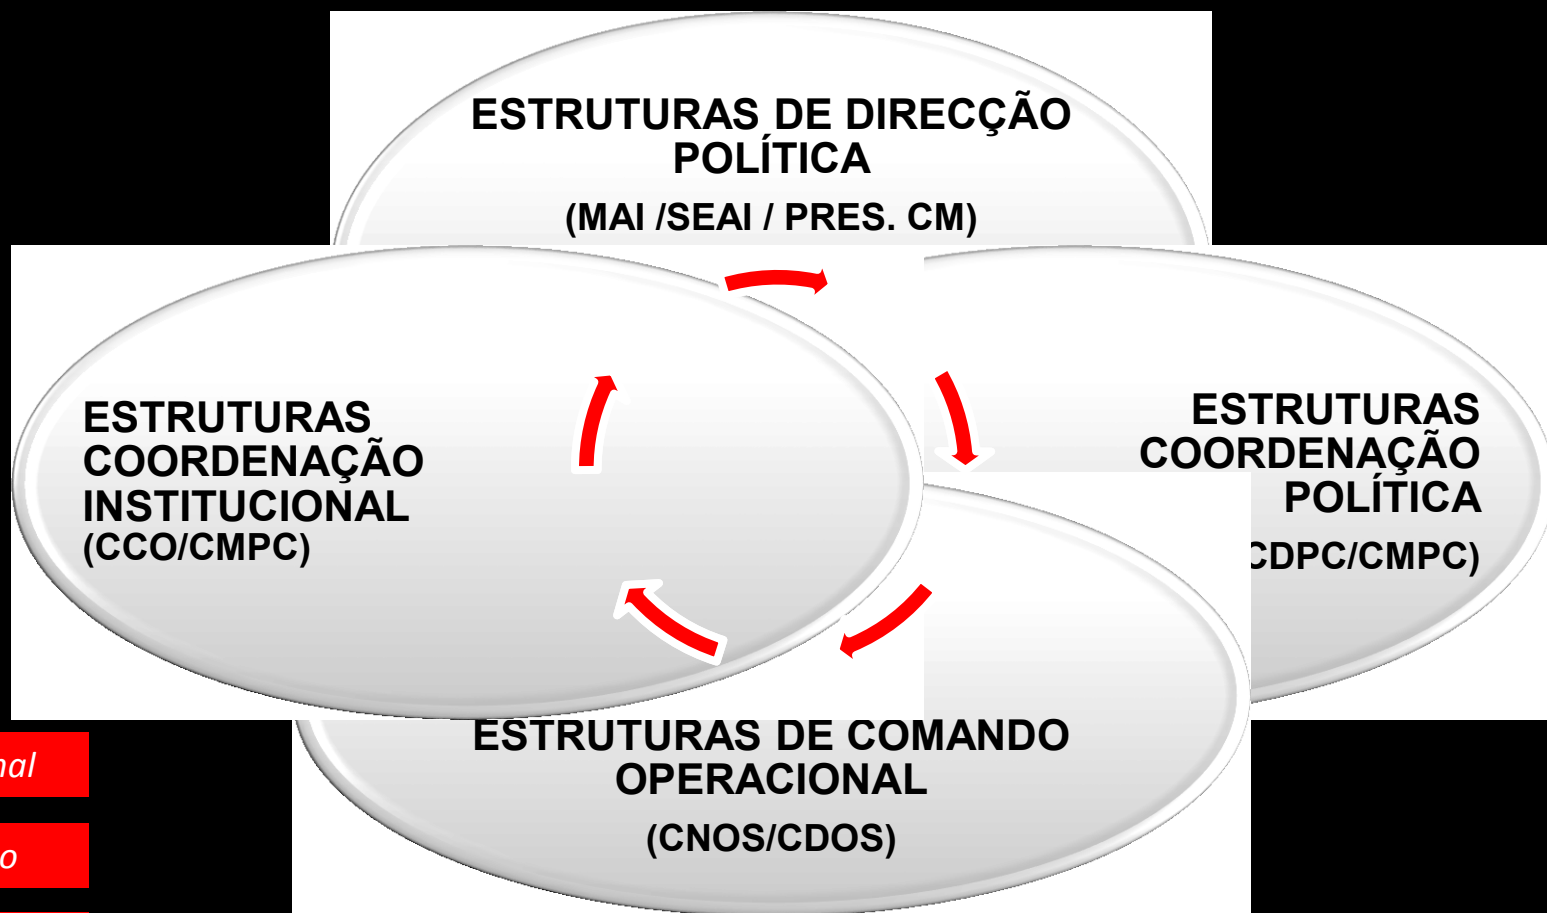 ESTRUTURAS DE DIRECÇÃO
POLÍTICA
(MAI /SEAI / PRES. CM)
ESTRUTURAS
COORDENAÇÃO
INSTITUCIONAL
(CCO/CMPC)
ESTRUTURAS
COORDENAÇÃO
POLÍTICA
CDPC/CMPC)
ESTRUTURAS DE COMANDO
OPERACIONAL
(CNOS/CDOS)
nal
o